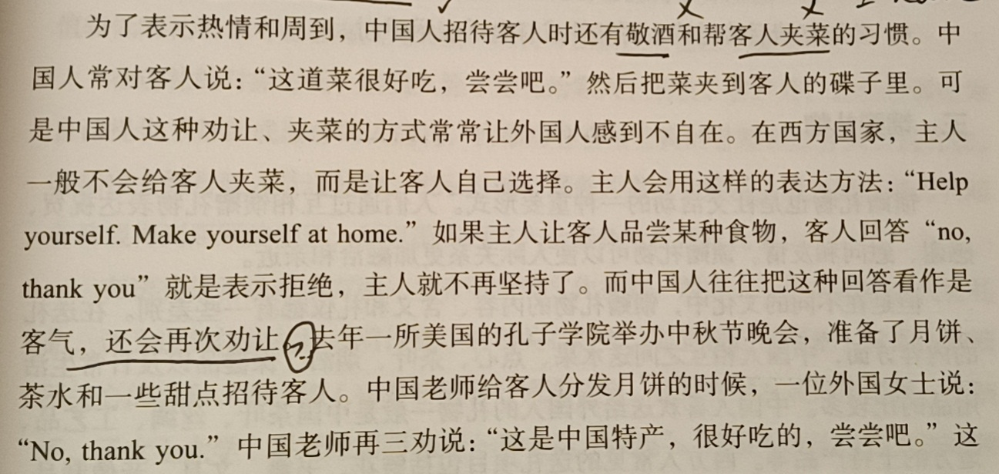 为了表示热情和周到，中国人招待客人时还有敬酒和帮客人夹菜的习惯。中
国人常对客人说：“这道菜很好吃，尝尝吧。”然后把菜夹到客人的碟子里。可
是中国人这种劝让、夹菜的方式常常让外国人感到不自在。在西方国家，主人
一般不会给客人夹菜，而是让客人自己选择。主人会用这样的表达方法：“Help
yourself. Make yourself at home.”如果主人让客人品尝某种食物，客人回答“no,
thank you”就是表示拒绝，主人就不再坚持了。而中国人往往把这种回答看作是
客气，还会再次劝让。去年一所美国的孔子学院举办中秋节晚会，准备了月饼、
茶水和一些甜点招待客人。中国老师给客人分发月饼的时候，一位外国女士说：
“No, thank you.”中国老师再三劝说：“这是中国特产，很好吃的，尝尝吧。”这